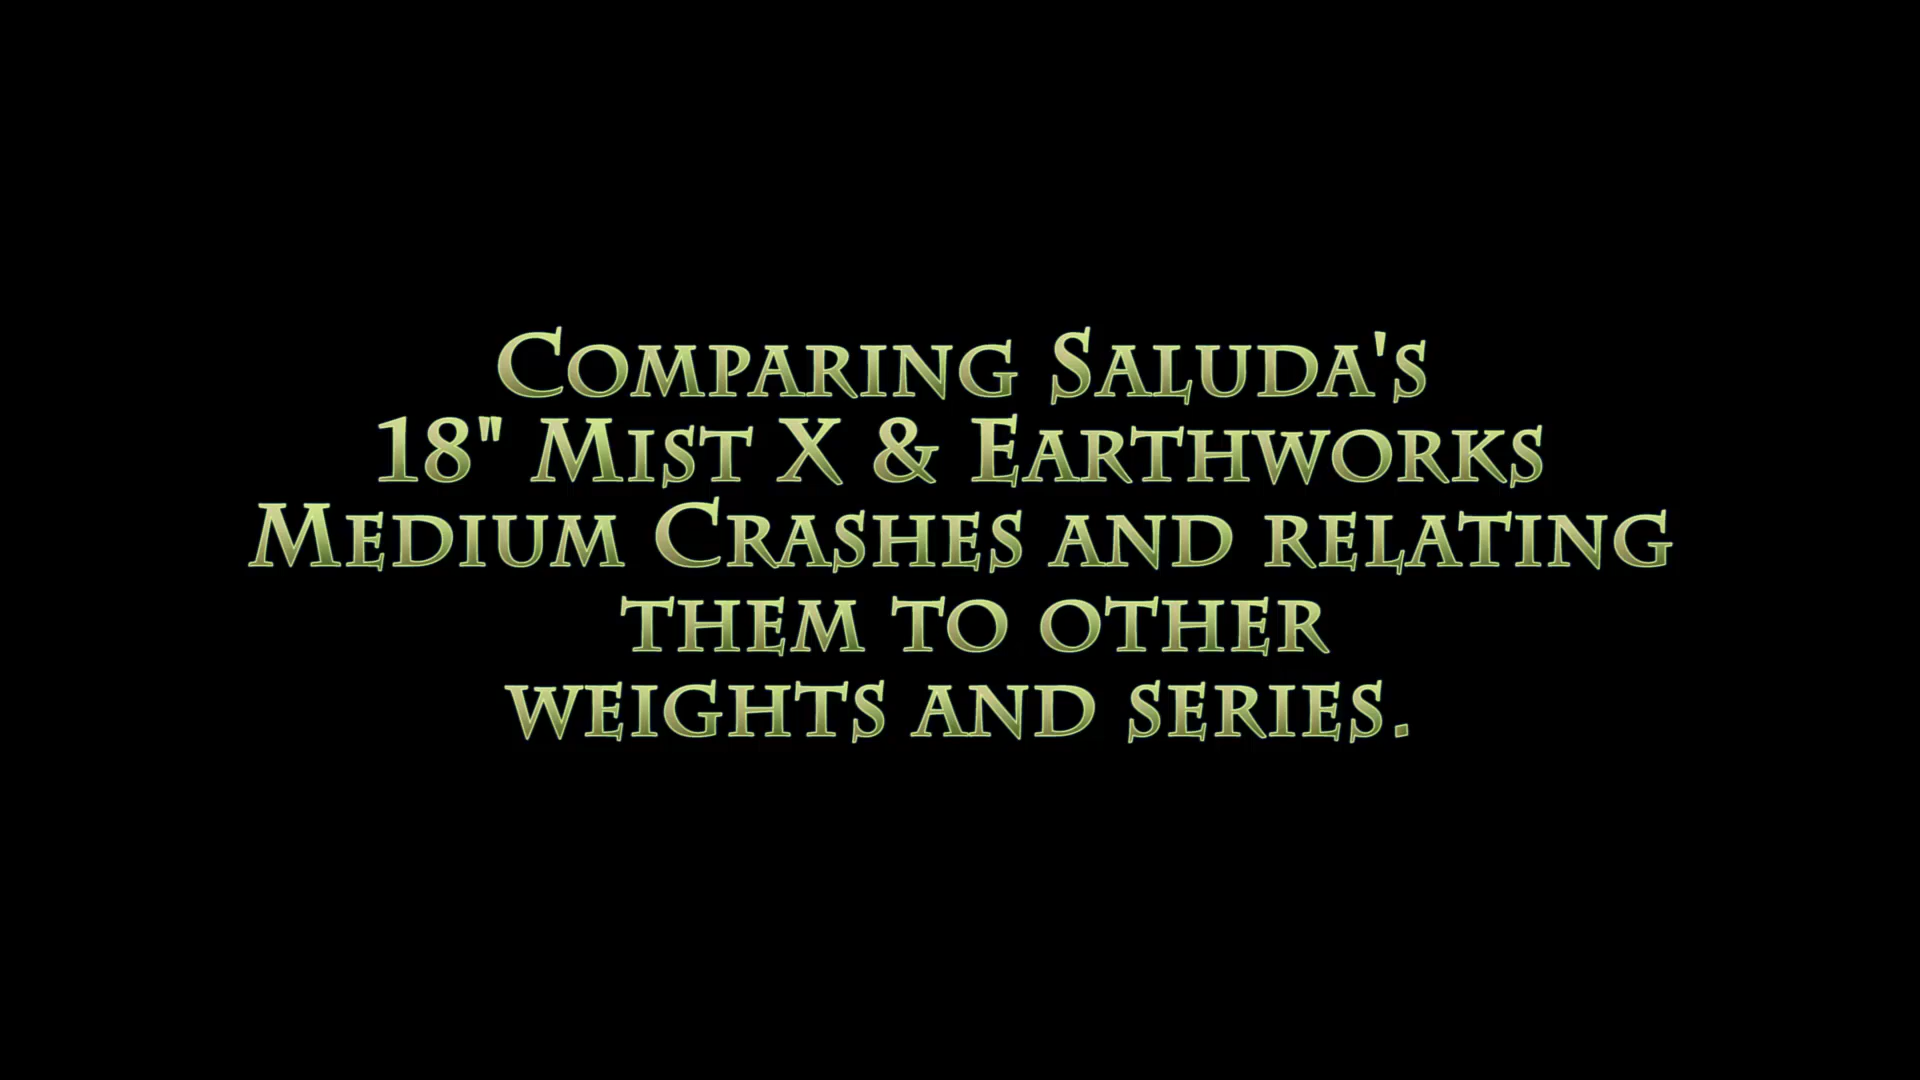 Comparing Saluda's
18" Mist X & Earthworks
Medium Crashes and relating
them to other
weights and series.